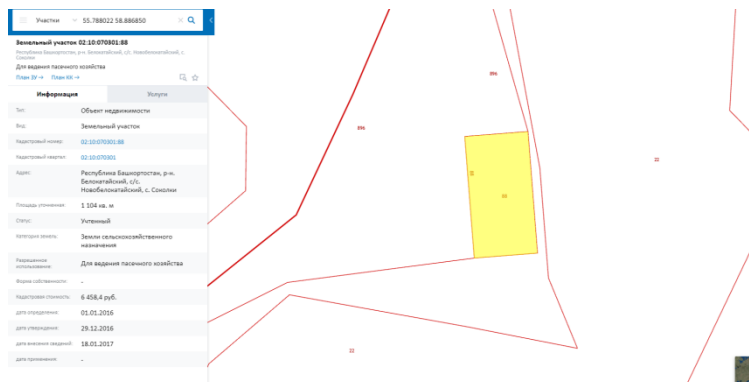 Участки
55.788022 58.886850
Земельный участок 02:10:070301:88
Республика Башкортостан, р-н. Белокатайский, с/с. Новобелокатайский, с.
Соколки
Для ведения пасечного хозяйства
План ЗУ → План КК →
Информация
Услуги
Тип: Объект недвижимости
Вид: Земельный участок
Кадастровый номер: 02:10:070301:88
Кадастровый квартал: 02:10:070301
Адрес: Республика Башкортостан, р-н.
Белокатайский, с/с.
Новобелокатайский, с. Соколки
Площадь уточненная: 1 104 кв. м
Статус: Учтенный
Категория земель: Земли сельскохозяйственного
назначения
Разрешенное
использование: Для ведения пасечного хозяйства
Форма собственности: -
Кадастровая стоимость: 6 458,4 руб.
дата определения: 01.01.2016
дата утверждения: 29.12.2016
дата внесения сведений: 18.01.2017
дата применения: -
896
896